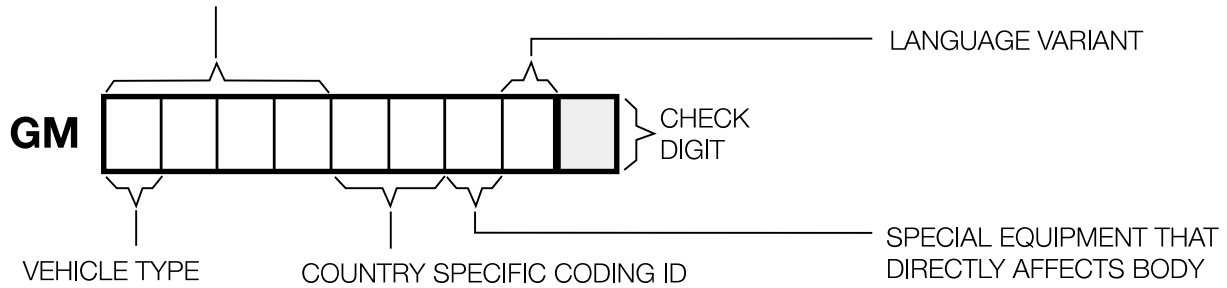 LANGUAGE VARIANT
GM
CHECK
DIGIT
VEHICLE TYPE
COUNTRY SPECIFIC CODING ID
SPECIAL EQUIPMENT THAT
DIRECTLY AFFECTS BODY